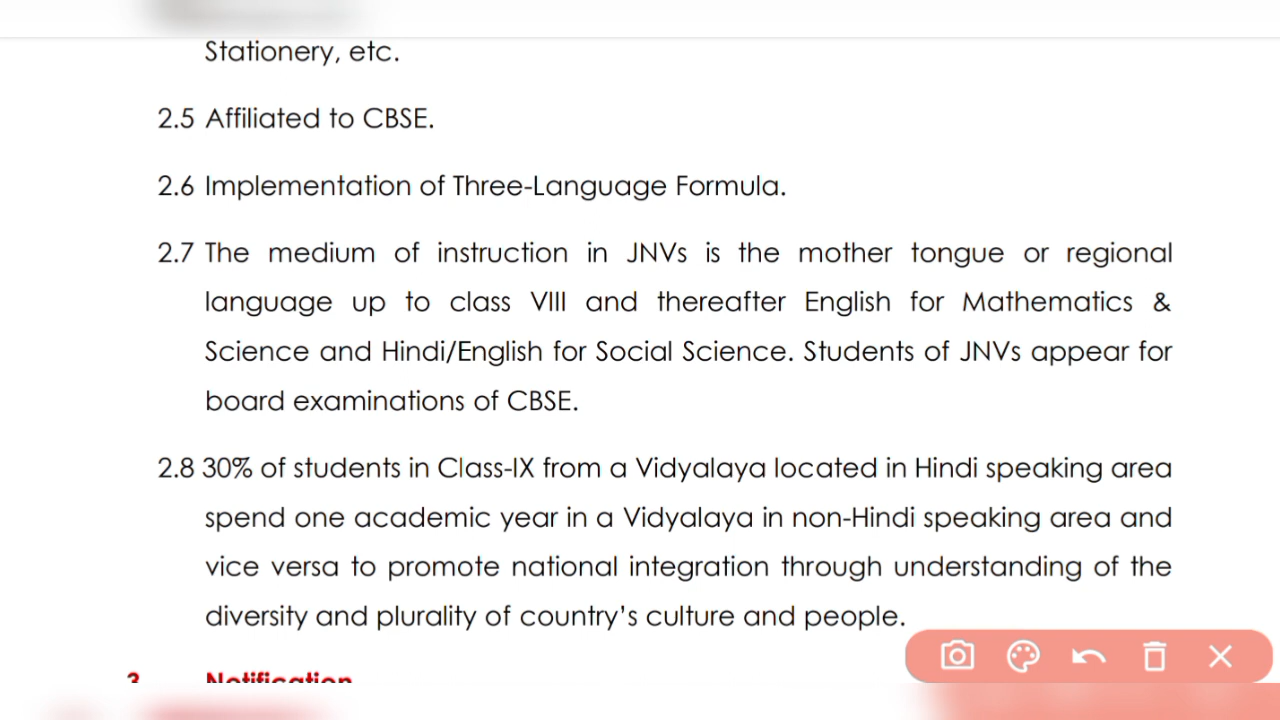 Stationery, etc.
2.5 Affiliated to CBSE.
2.6 Implementation of Three-Language Formula.
2.7 The medium of instruction in JNVs is the mother tongue or regional
language up to class VIII and thereafter English for Mathematics &
Science and Hindi/English for Social Science. Students of JNVs appear for
board examinations of CBSE.
2.8 30% of students in Class-IX from a Vidyalaya located in Hindi speaking area
spend one academic year in a Vidyalaya in non-Hindi speaking area and
vice versa to promote national integration through understanding of the
diversity and plurality of country's culture and people.
3 Notification